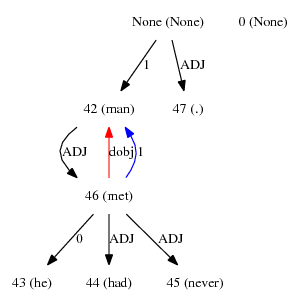 None (None) 0 (None)
1 ADJ
42 (man) 47 (.)
ADJ dobj 1
46 (met)
0 ADJ ADJ
43 (he) 44 (had) 45 (never)